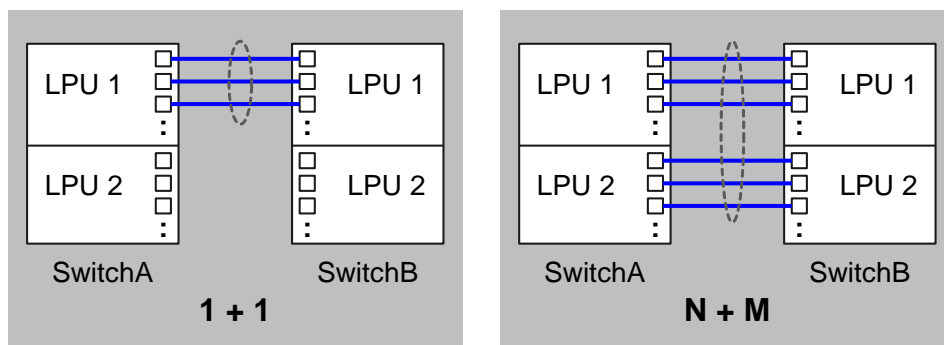 LPU 1
LPU 1
LPU 2
LPU 2
SwitchA
SwitchB
1 + 1
LPU 1
LPU 1
LPU 2
LPU 2
SwitchA
SwitchB
N + M